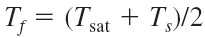 T_f = (T_sat + T_s)/2